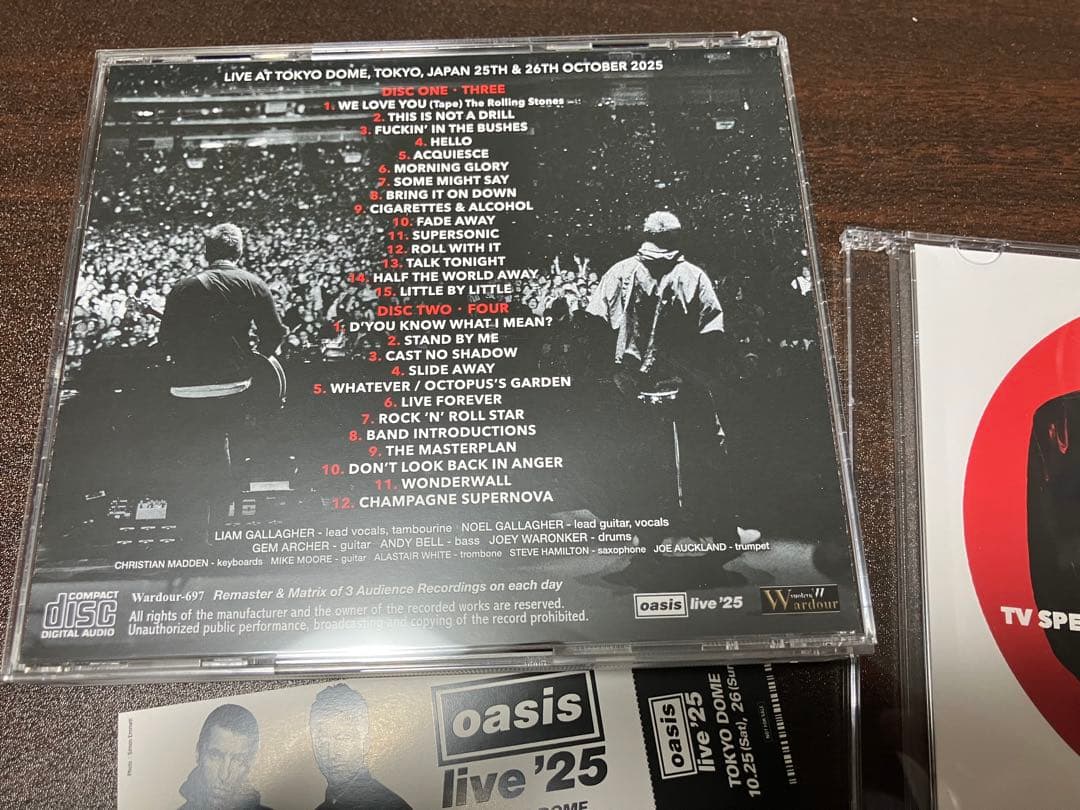 LIVE AT TOKYO DOME, TOKYO, JAPAN 25TH & 26TH OCTOBER 2025
DISC ONE · THREE
1. WE LOVE YOU (Tape) The Rolling Stones
2. THIS IS NOT A DRILL
3. FUCKIN' IN THE BUSHES
4. HELLO
5. ACQUIESCE
6. MORNING GLORY
7. SOME MIGHT SAY
8. BRING IT ON DOWN
9. CIGARETTES & ALCOHOL
10. FADE AWAY
11. SUPERSONIC
12. ROLL WITH IT
13. TALK TONIGHT
14. HALF THE WORLD AWAY
15. LITTLE BY LITTLE
DISC TWO · FOUR
1. D'YOU KNOW WHAT I MEAN?
2. STAND BY ME
3. CAST NO SHADOW
4. SLIDE AWAY
5. WHATEVER / OCTOPUS'S GARDEN
6. LIVE FOREVER
7. ROCK 'N' ROLL STAR
8. BAND INTRODUCTIONS
9. THE MASTERPLAN
10. DON'T LOOK BACK IN ANGER
11. WONDERWALL
12. CHAMPAGNE SUPERNOVA
LIAM GALLAGHER - lead vocals, tambourine · NOEL GALLAGHER - lead guitar, vocals
GEM ARCHER - guitar · ANDY BELL - bass · JOEY WARONKER - drums
CHRISTIAN MADDEN - keyboards MIKE MOORE - guitar ALASTAIR WHITE - trombone STEVE HAMILTON - saxophone JOE AUCKLAND - trumpet
COMPACT
disc
DIGITAL AUDIO
Wardour-697 Remaster & Matrix of 3 Audience Recordings on each day
All rights of the manufacturer and the owner of the recorded works are reserved.
Unauthorized public performance, broadcasting and copying of the record prohibited.
oasis live '25
Wardour
TV SPE
Photo : Simon Emmett
oasis
live '25
DOME
oasis
live '25
TOKYO DOME
10.25(Sat), 26(Sun
NOT FOR SALE